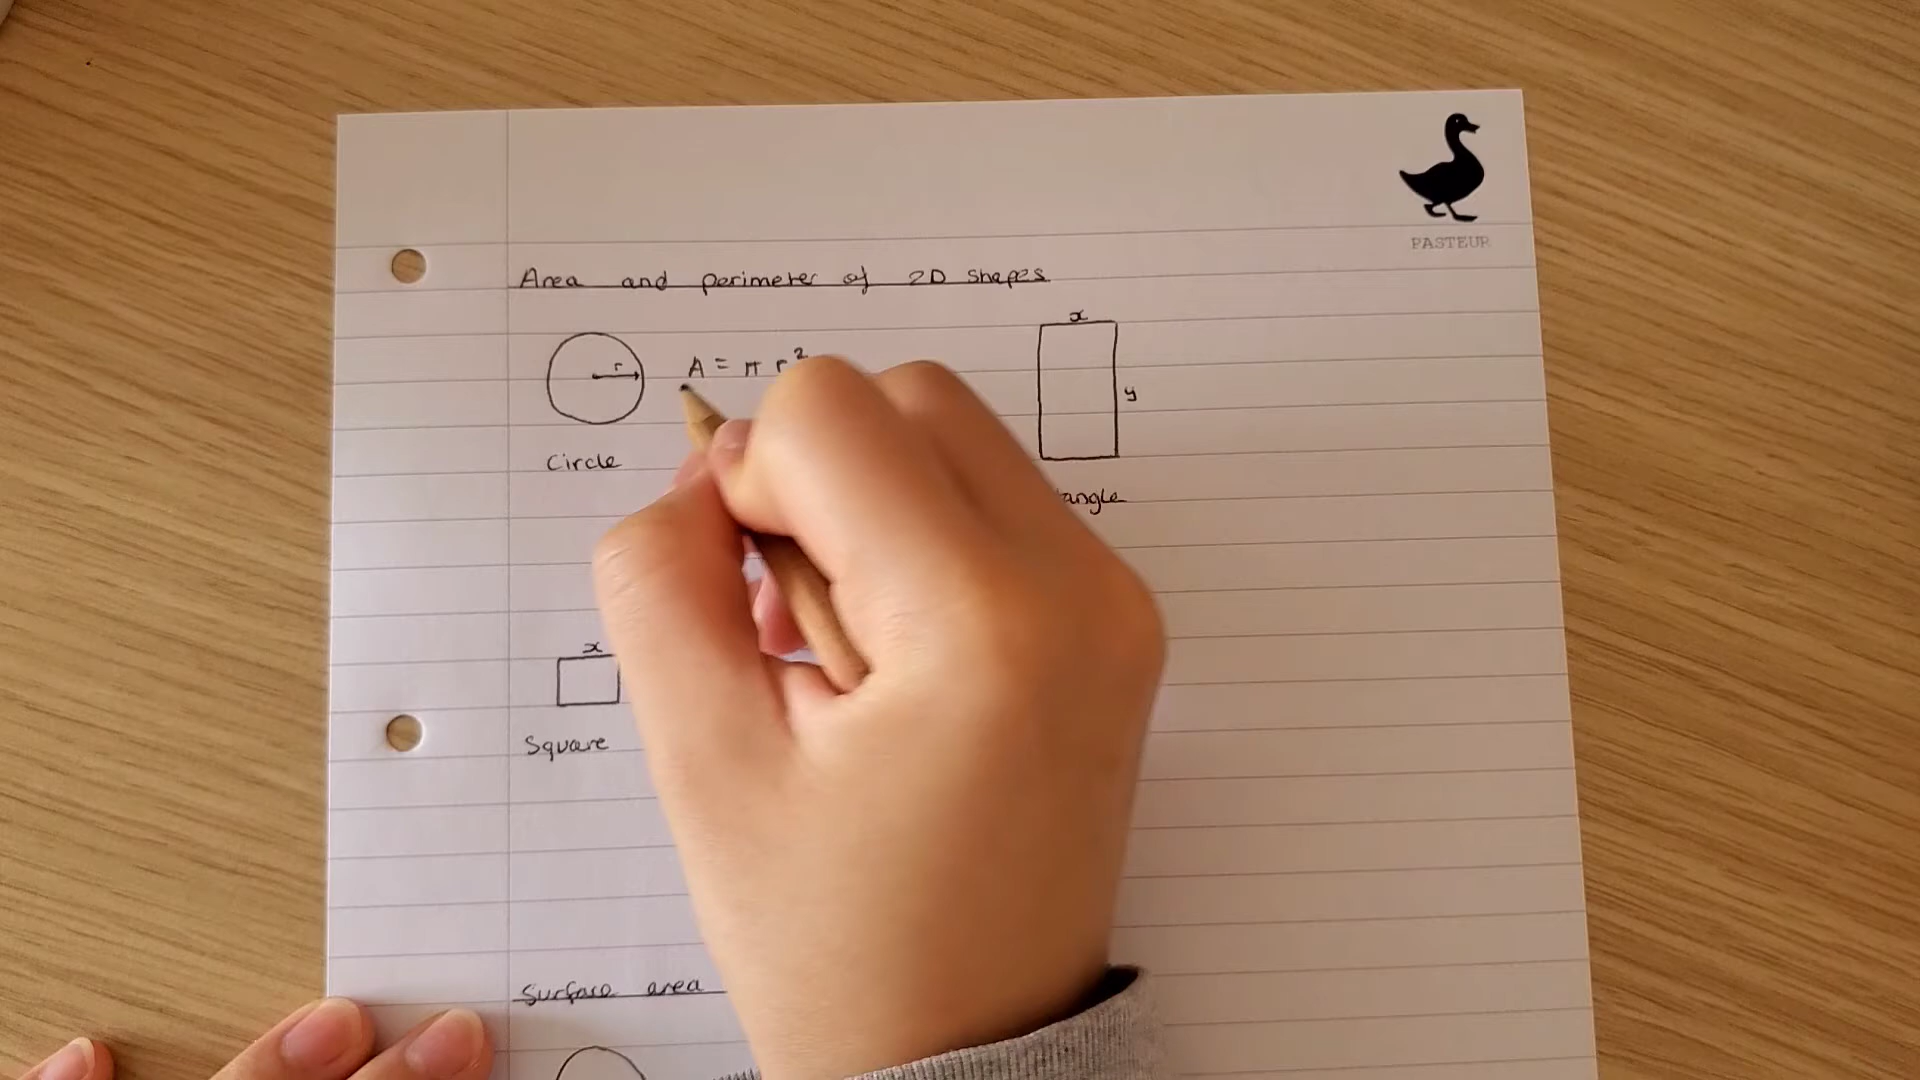 PASTEUR
Area and perimeter of 2D shapes
x
r
A = π r²
y
Circle
x
Square
Surface area